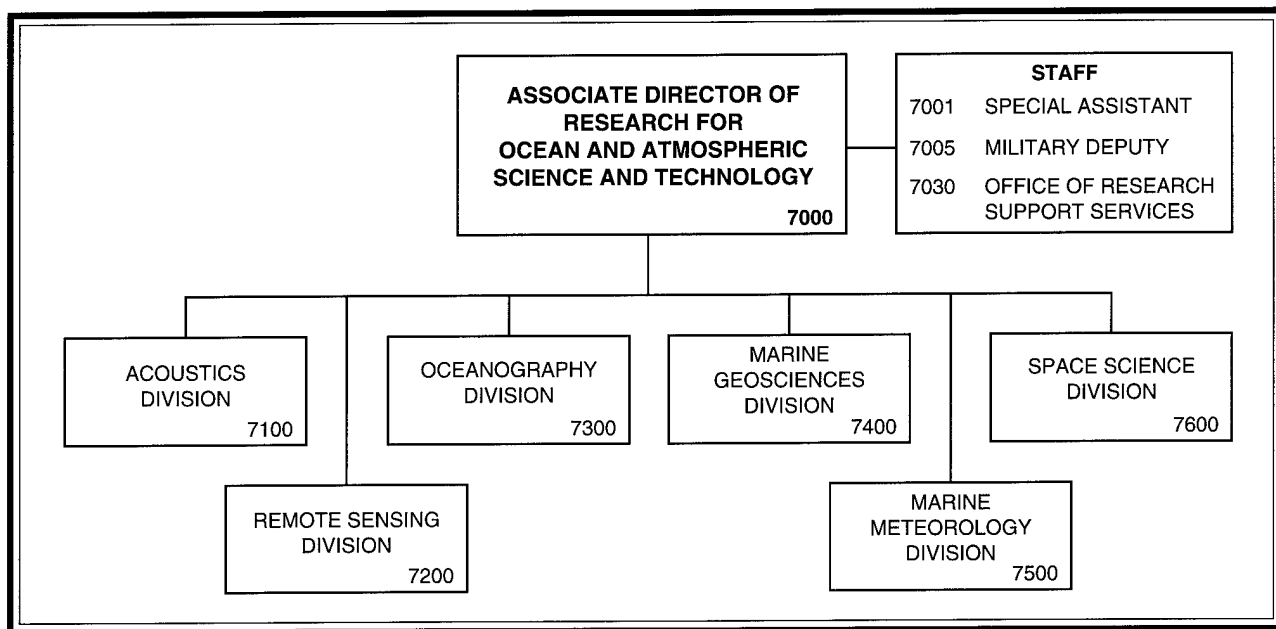 ASSOCIATE DIRECTOR OF
RESEARCH FOR
OCEAN AND ATMOSPHERIC
SCIENCE AND TECHNOLOGY
7000
STAFF
7001 SPECIAL ASSISTANT
7005 MILITARY DEPUTY
7030 OFFICE OF RESEARCH
SUPPORT SERVICES
ACOUSTICS
DIVISION
7100
OCEANOGRAPHY
DIVISION
7300
MARINE
GEOSCIENCES
DIVISION
7400
SPACE SCIENCE
DIVISION
7600
REMOTE SENSING
DIVISION
7200
MARINE
METEOROLOGY
DIVISION
7500